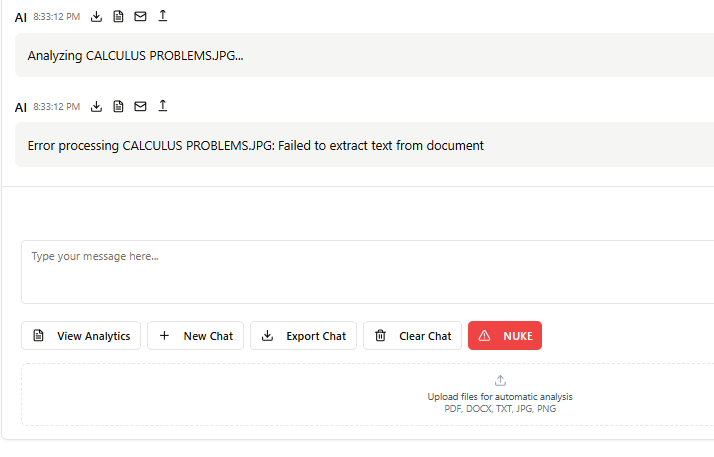 AI 8:33:12 PM
Analyzing CALCULUS PROBLEMS.JPG...
AI 8:33:12 PM
Error processing CALCULUS PROBLEMS.JPG: Failed to extract text from document
Type your message here...
View Analytics New Chat Export Chat Clear Chat NUKE
Upload files for automatic analysis
PDF, DOCX, TXT, JPG, PNG